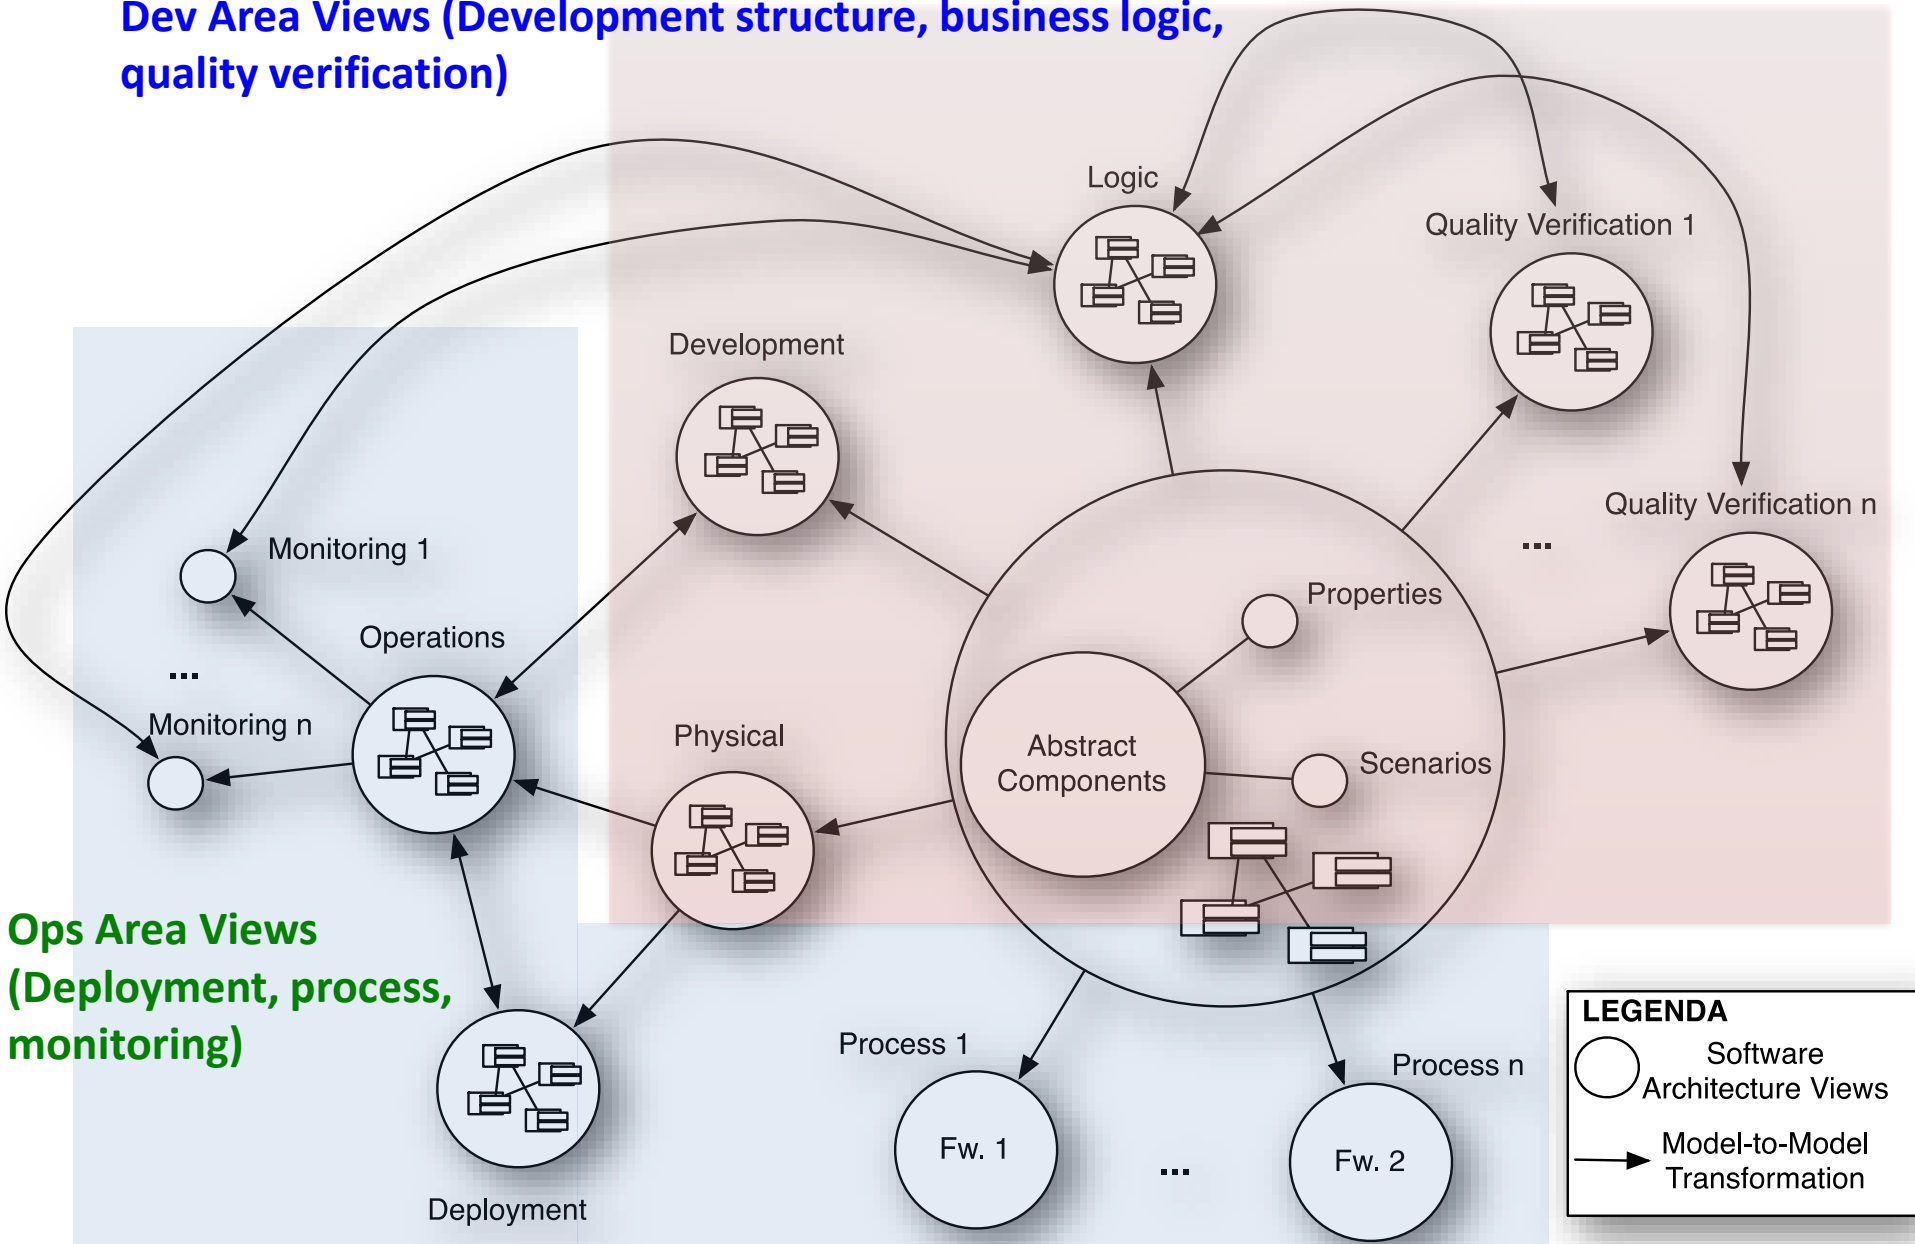 Dev Area Views (Development structure, business logic,
quality verification)
Logic
Quality Verification 1
Development
Quality Verification n
...
Monitoring 1
Properties
Operations
...
Monitoring n
Physical
Abstract
Components
Scenarios
Ops Area Views
(Deployment, process,
monitoring)
LEGENDA
Software
Architecture Views
Model-to-Model
Transformation
Process 1
Process n
Fw. 1
...
Fw. 2
Deployment